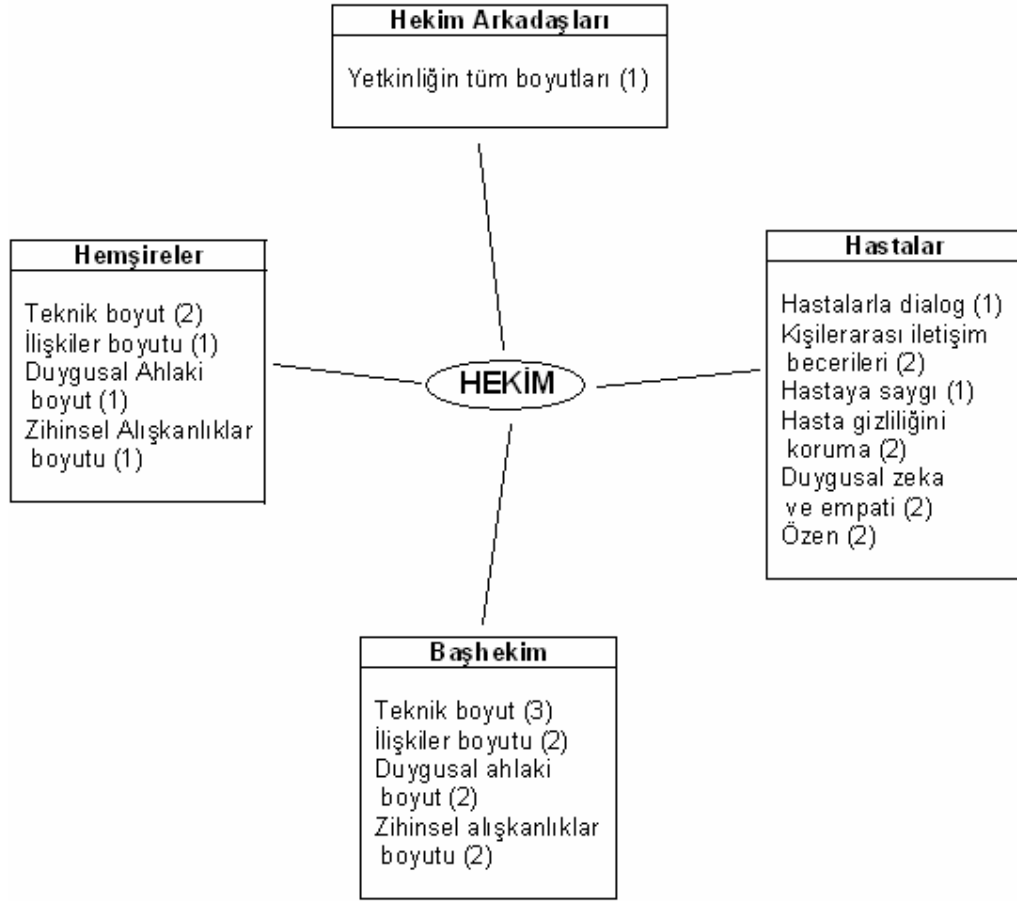 Hekim Arkadaşları
Yetkinliğin tüm boyutları (1)
Hemşireler
Teknik boyut (2)
İlişkiler boyutu (1)
Duygusal Ahlaki
boyut (1)
Zihinsel Alışkanlıklar
boyutu (1)
HEKİM
Hastalar
Hastalarla dialog (1)
Kişilerarası iletişim
becerileri (2)
Hastaya saygı (1)
Hasta gizliliğini
koruma (2)
Duygusal zeka
ve empati (2)
Özen (2)
Başhekim
Teknik boyut (3)
İlişkiler boyutu (2)
Duygusal ahlaki
boyut (2)
Zihinsel alışkanlıklar
boyutu (2)